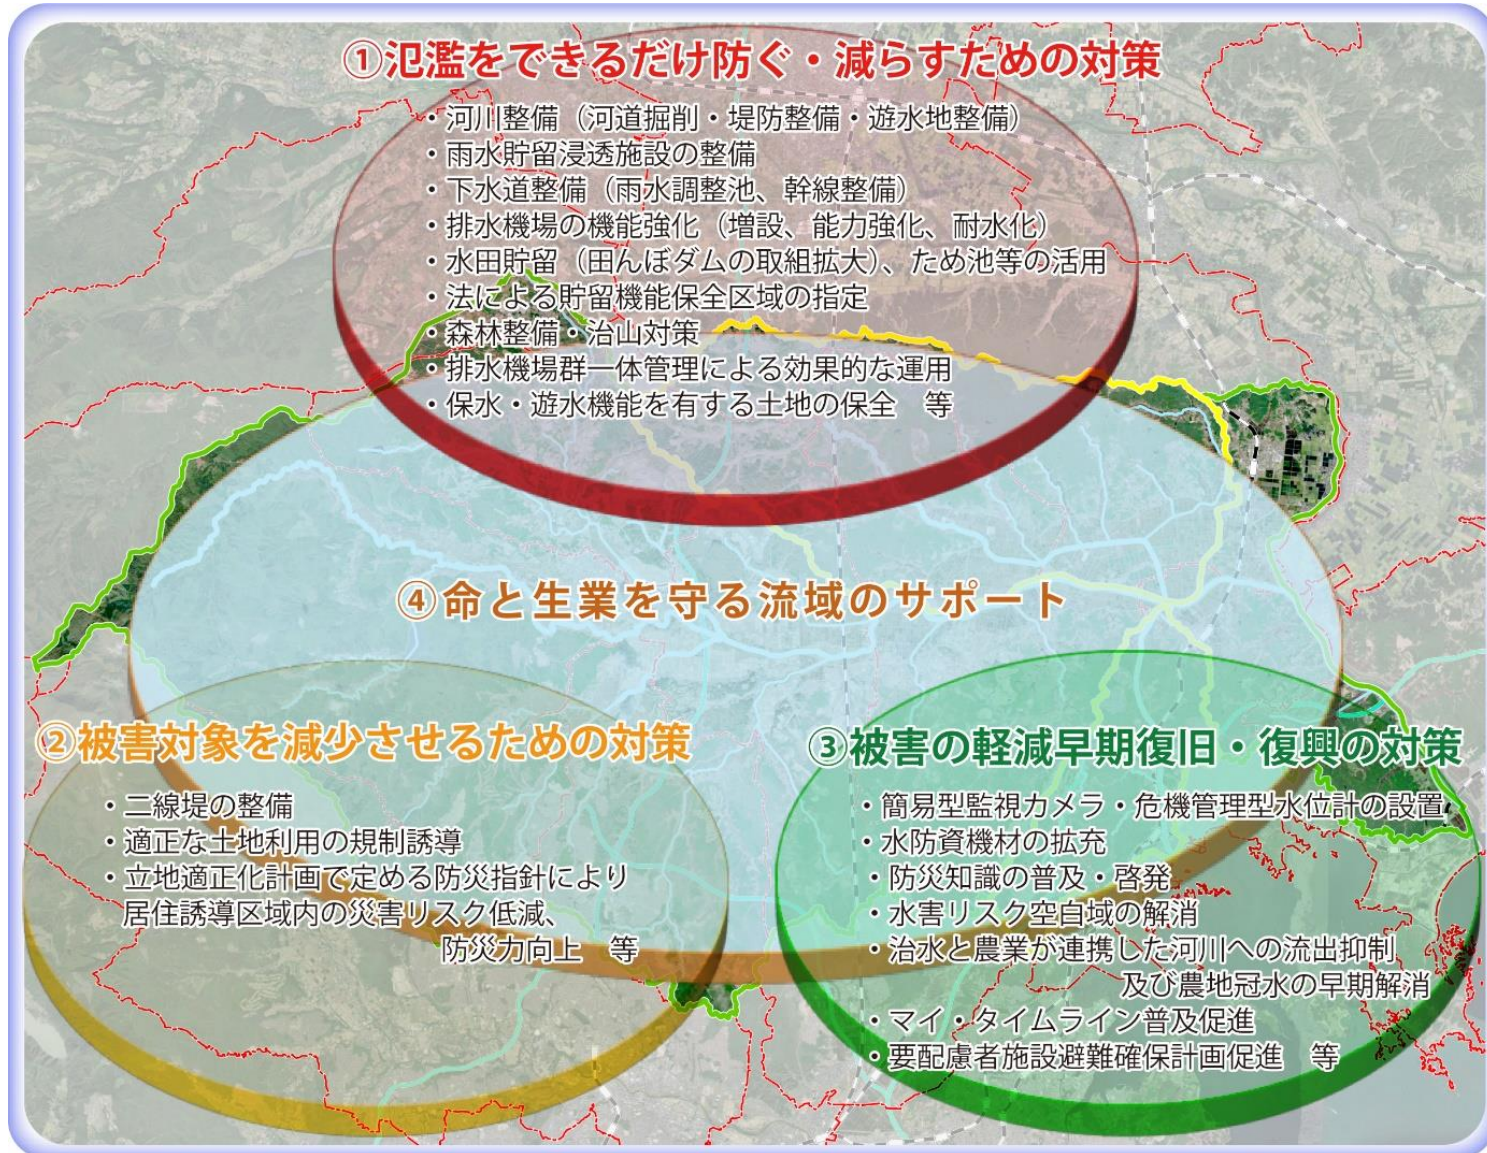 ①氾濫をできるだけ防ぐ・減らすための対策
・河川整備（河道掘削・堤防整備・遊水地整備）
・雨水貯留浸透施設の整備
・下水道整備（雨水調整池、幹線整備）
・排水機場の機能強化（増設、能力強化、耐水化）
・水田貯留（田んぼダムの取組拡大）、ため池等の活用
・法による貯留機能保全区域の指定
・森林整備・治山対策
・排水機場群一体管理による効果的な運用
・保水・遊水機能を有する土地の保全　等
④命と生業を守る流域のサポート
②被害対象を減少させるための対策
・二線堤の整備
・適正な土地利用の規制誘導
・立地適正化計画で定める防災指針により
居住誘導区域内の災害リスク低減、
防災力向上　等
③被害の軽減早期復旧・復興の対策
・簡易型監視カメラ・危機管理型水位計の設置
・水防資機材の拡充
・防災知識の普及・啓発
・水害リスク空白域の解消
・治水と農業が連携した河川への流出抑制
及び農地冠水の早期解消
・マイ・タイムライン普及促進
・要配慮者施設避難確保計画促進　等